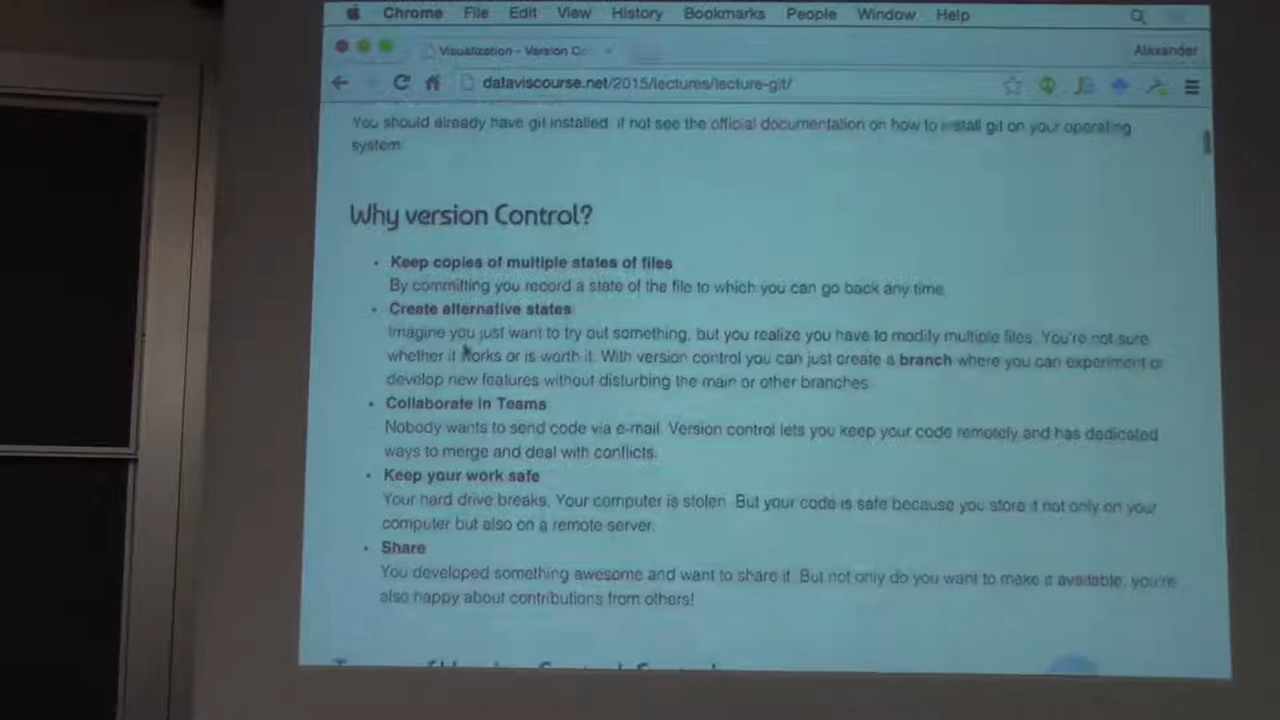 Chrome File Edit View History Bookmarks People Window Help
Visualization - Version Co
Alexander
dataviscourse.net/2015/lectures/lecture-git/
You should already have git installed, if not see the official documentation on how to install git on your operating
system
Why version Control?
• Keep copies of multiple states of files
By committing you record a state of the file to which you can go back any time.
• Create alternative states
Imagine you just want to try out something, but you realize you have to modify multiple files. You're not sure
whether it works or is worth it. With version control you can just create a branch where you can experiment or
develop new features without disturbing the main or other branches.
• Collaborate in Teams
Nobody wants to send code via e-mail. Version control lets you keep your code remotely and has dedicated
ways to merge and deal with conflicts.
• Keep your work safe
Your hard drive breaks. Your computer is stolen. But your code is safe because you store it not only on your
computer but also on a remote server.
• Share
You developed something awesome and want to share it. But not only do you want to make it available, you're
also happy about contributions from others!